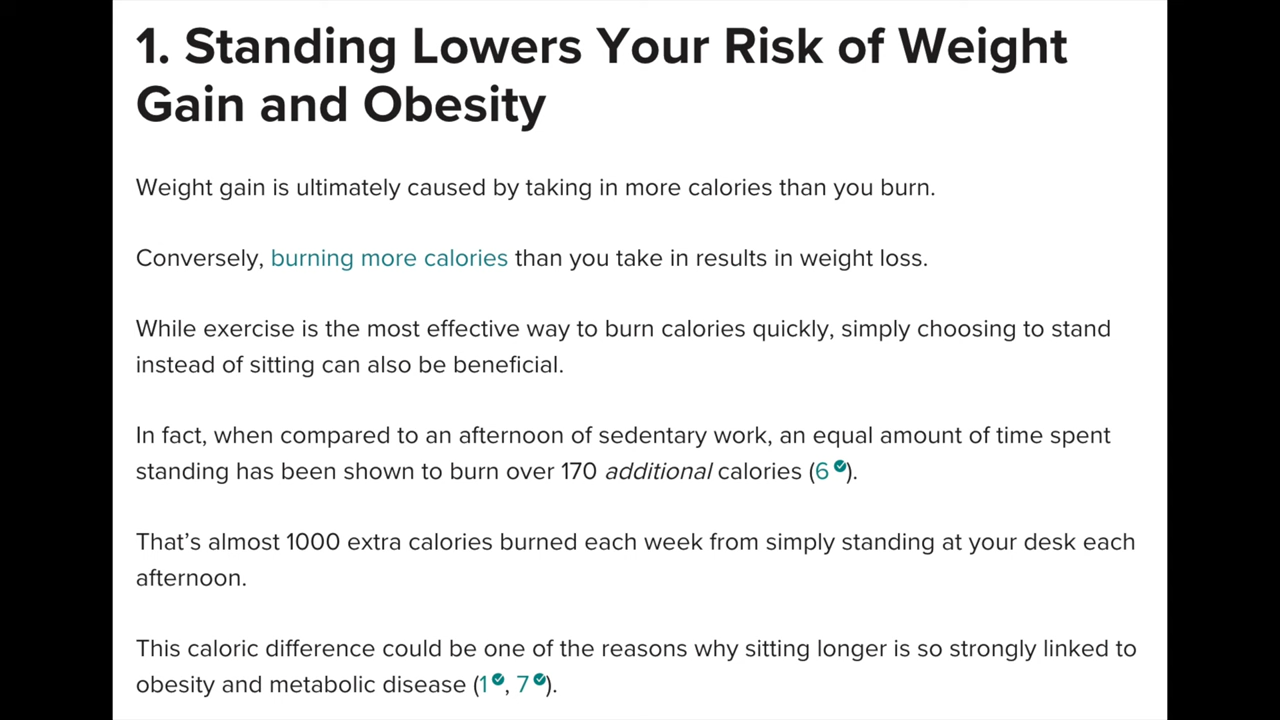 1. Standing Lowers Your Risk of Weight
Gain and Obesity
Weight gain is ultimately caused by taking in more calories than you burn.
Conversely, burning more calories than you take in results in weight loss.
While exercise is the most effective way to burn calories quickly, simply choosing to stand
instead of sitting can also be beneficial.
In fact, when compared to an afternoon of sedentary work, an equal amount of time spent
standing has been shown to burn over 170 additional calories (6).
That’s almost 1000 extra calories burned each week from simply standing at your desk each
afternoon.
This caloric difference could be one of the reasons why sitting longer is so strongly linked to
obesity and metabolic disease (1, 7).